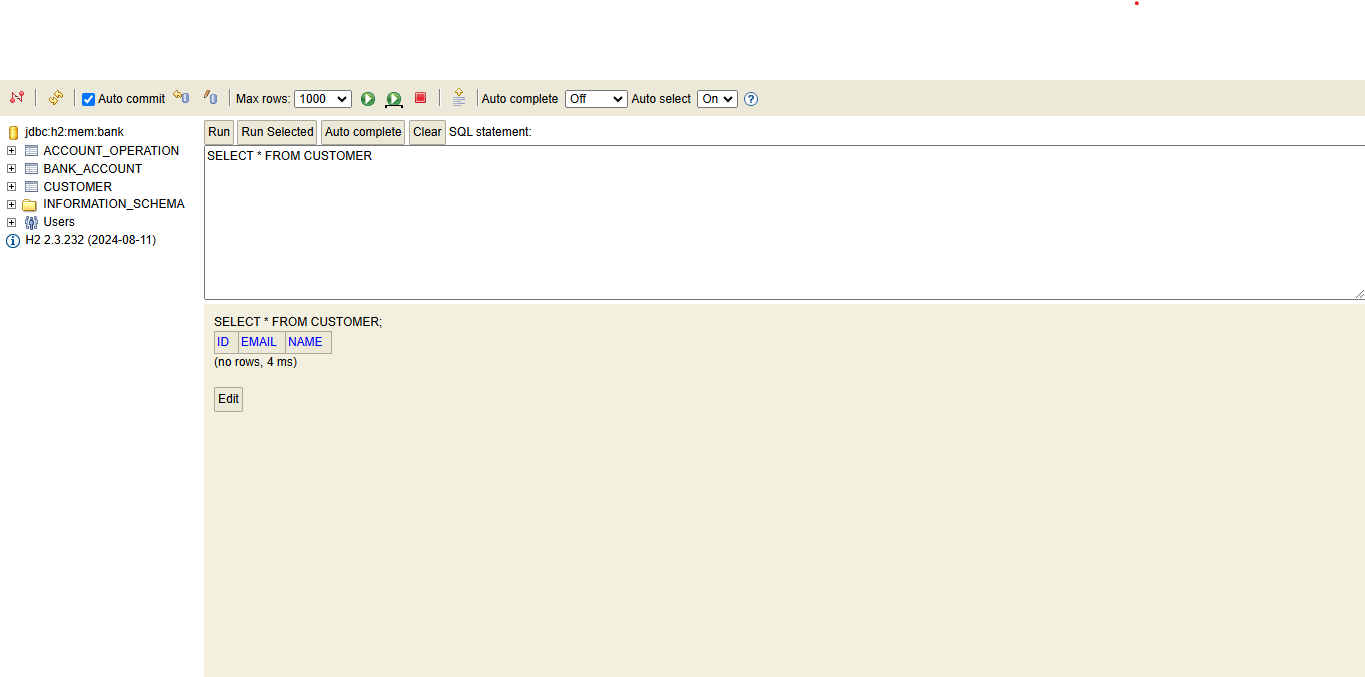 Auto commit Max rows: 1000 Auto complete Off Auto select On ?
jdbc:h2:mem:bank
ACCOUNT_OPERATION
BANK_ACCOUNT
CUSTOMER
INFORMATION_SCHEMA
Users
H2 2.3.232 (2024-08-11)
Run Run Selected Auto complete Clear SQL statement:
SELECT * FROM CUSTOMER
SELECT * FROM CUSTOMER;
ID EMAIL NAME
(no rows, 4 ms)
Edit